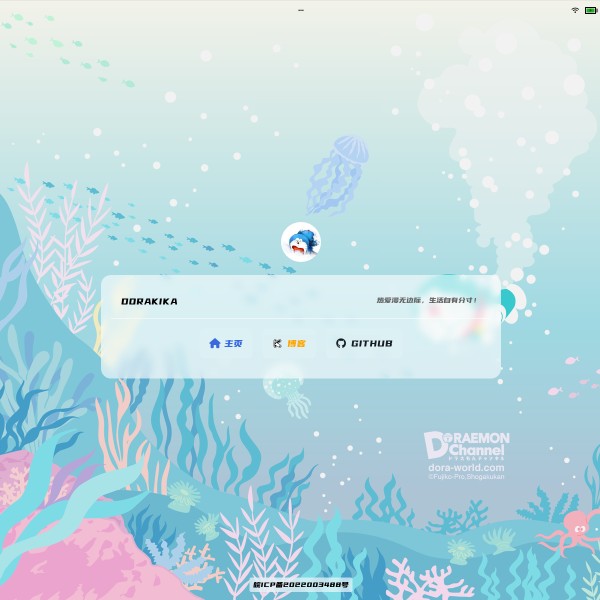 DORAKIKA
热爱漫无边际，生活自有分寸！
主页
博客
GITHUB
DORAEMON
Channel
dora-world.com
©Fujiko-Pro,Shogakukan
皖ICP备2022003488号